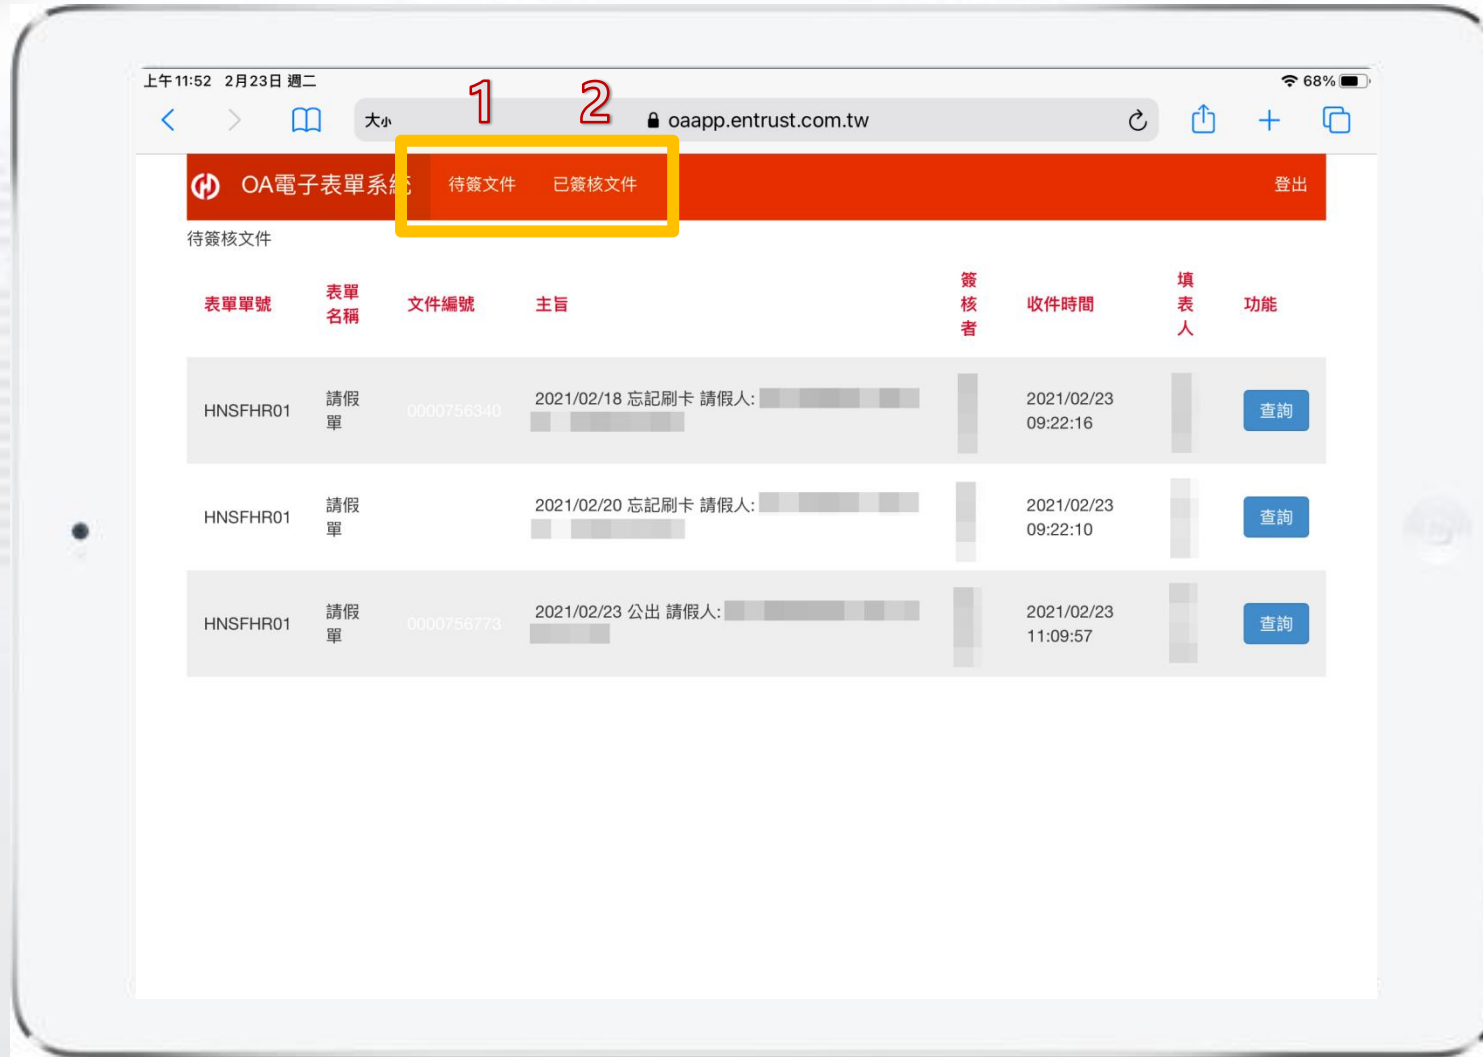 上午11:52 2月23日 週二
68%
1 2
大小
oaapp.entrust.com.tw
OA電子表單系統 待簽文件 已簽核文件 登出
待簽核文件
表單單號 表單名稱 文件編號 主旨 簽核者 收件時間 填表人 功能
HNSFHR01 請假單 0000756340 2021/02/18 忘記刷卡 請假人: 2021/02/23 09:22:16 查詢
HNSFHR01 請假單 2021/02/20 忘記刷卡 請假人: 2021/02/23 09:22:10 查詢
HNSFHR01 請假單 0000756773 2021/02/23 公出 請假人: 2021/02/23 11:09:57 查詢